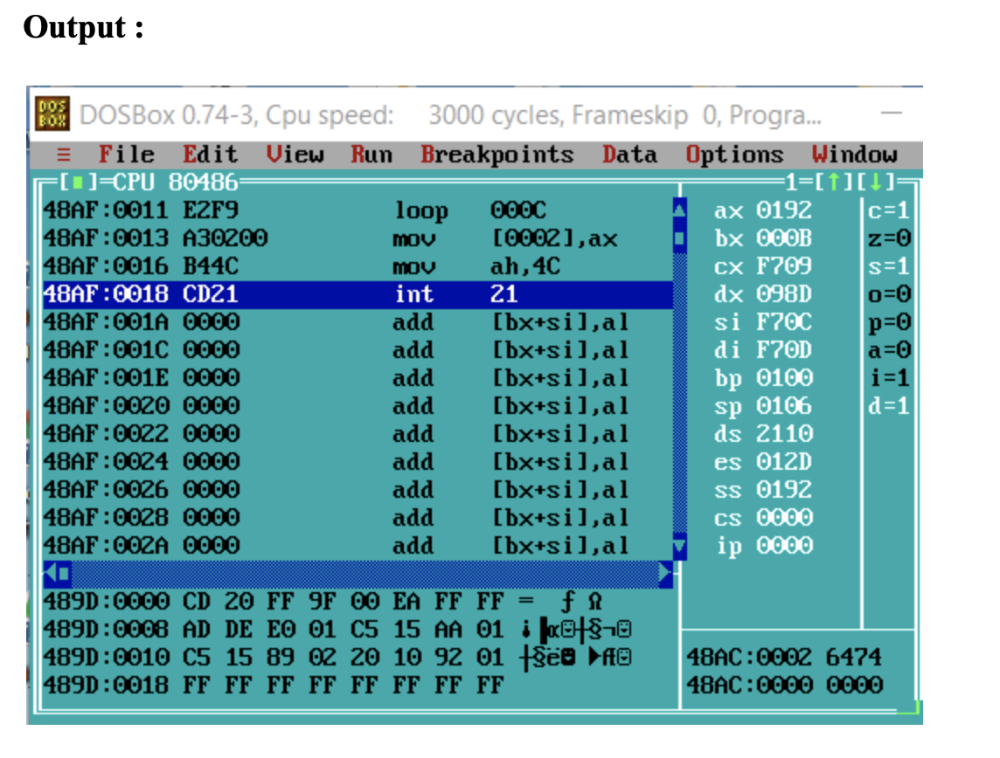 Output :
DOSBox 0.74-3, Cpu speed: 3000 cycles, Frameskip 0, Progra...
≡ File Edit View Run Breakpoints Data Options Window
[■]=CPU 80486 1=[↑][↓]
48AF:0011 E2F9 loop 000C ax 0192 c=1
48AF:0013 A30200 mov [0002],ax bx 000B z=0
48AF:0016 B44C mov ah,4C cx F709 s=1
48AF:0018 CD21 int 21 dx 098D o=0
48AF:001A 0000 add [bx+si],al si F70C p=0
48AF:001C 0000 add [bx+si],al di F70D a=0
48AF:001E 0000 add [bx+si],al bp 0100 i=1
48AF:0020 0000 add [bx+si],al sp 0106 d=1
48AF:0022 0000 add [bx+si],al ds 2110
48AF:0024 0000 add [bx+si],al es 012D
48AF:0026 0000 add [bx+si],al ss 0192
48AF:0028 0000 add [bx+si],al cs 0000
48AF:002A 0000 add [bx+si],al ip 0000
489D:0000 CD 20 FF 9F 00 EA FF FF = ƒ Ω
489D:0008 AD DE E0 01 C5 15 AA 01 ¡▐α☺┼§¬☺
489D:0010 C5 15 89 02 20 10 92 01 ┼§ë☻ ►Æ☺ 48AC:0002 6474
489D:0018 FF FF FF FF FF FF FF FF 48AC:0000 0000